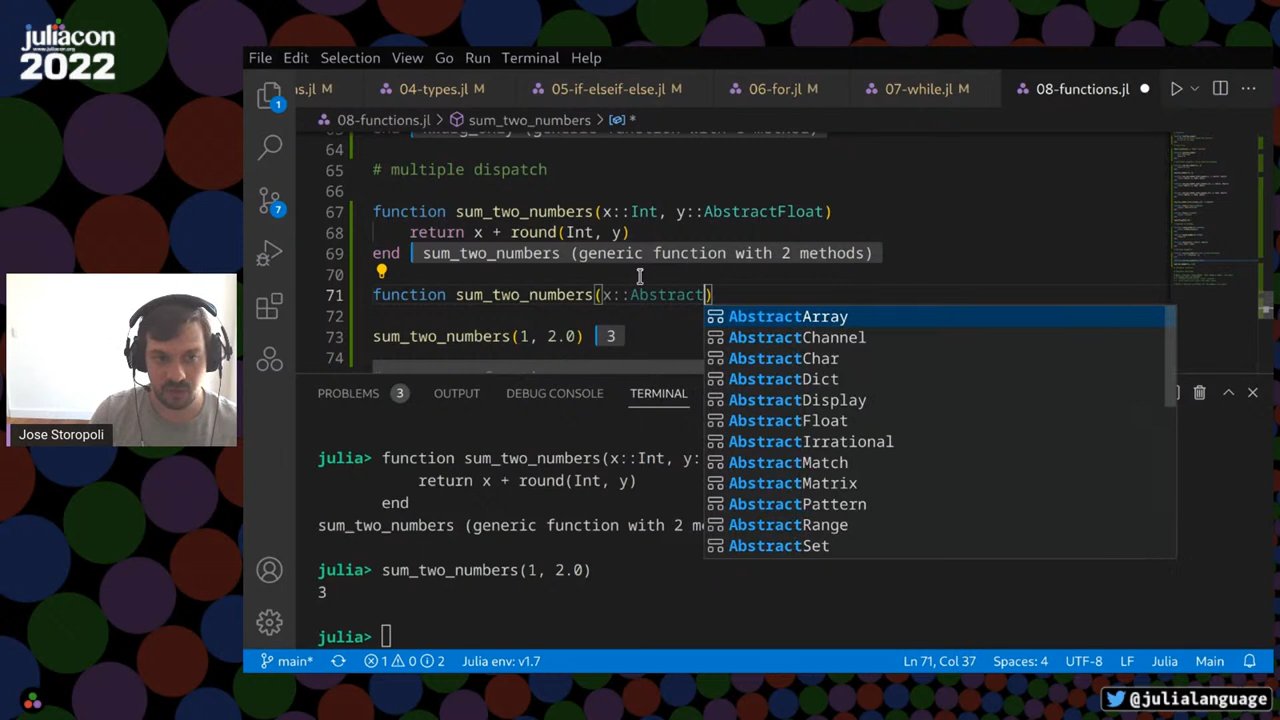 juliacon
www.juliacon.org
2022
File Edit Selection View Go Run Terminal Help
1
s.jl M
04-types.jl M
05-if-elseif-else.jl M
06-for.jl M
07-while.jl M
08-functions.jl
08-functions.jl > sum_two_numbers > *
64
65 # multiple dispatch
66
67 function sum_two_numbers(x::Int, y::AbstractFloat)
68 return x + round(Int, y)
69 end sum_two_numbers (generic function with 2 methods)
70
71 function sum_two_numbers(x::Abstract)
72
73 sum_two_numbers(1, 2.0) 3
74
7
AbstractArray
AbstractChannel
AbstractChar
AbstractDict
AbstractDisplay
AbstractFloat
AbstractIrrational
AbstractMatch
AbstractMatrix
AbstractPattern
AbstractRange
AbstractSet
PROBLEMS 3 OUTPUT DEBUG CONSOLE TERMINAL
julia> function sum_two_numbers(x::Int, y:
return x + round(Int, y)
end
sum_two_numbers (generic function with 2 m
julia> sum_two_numbers(1, 2.0)
3
julia>
Jose Storopoli
main* 1 0 2 Julia env: v1.7 Ln 71, Col 37 Spaces: 4 UTF-8 LF Julia Main
@julialanguage